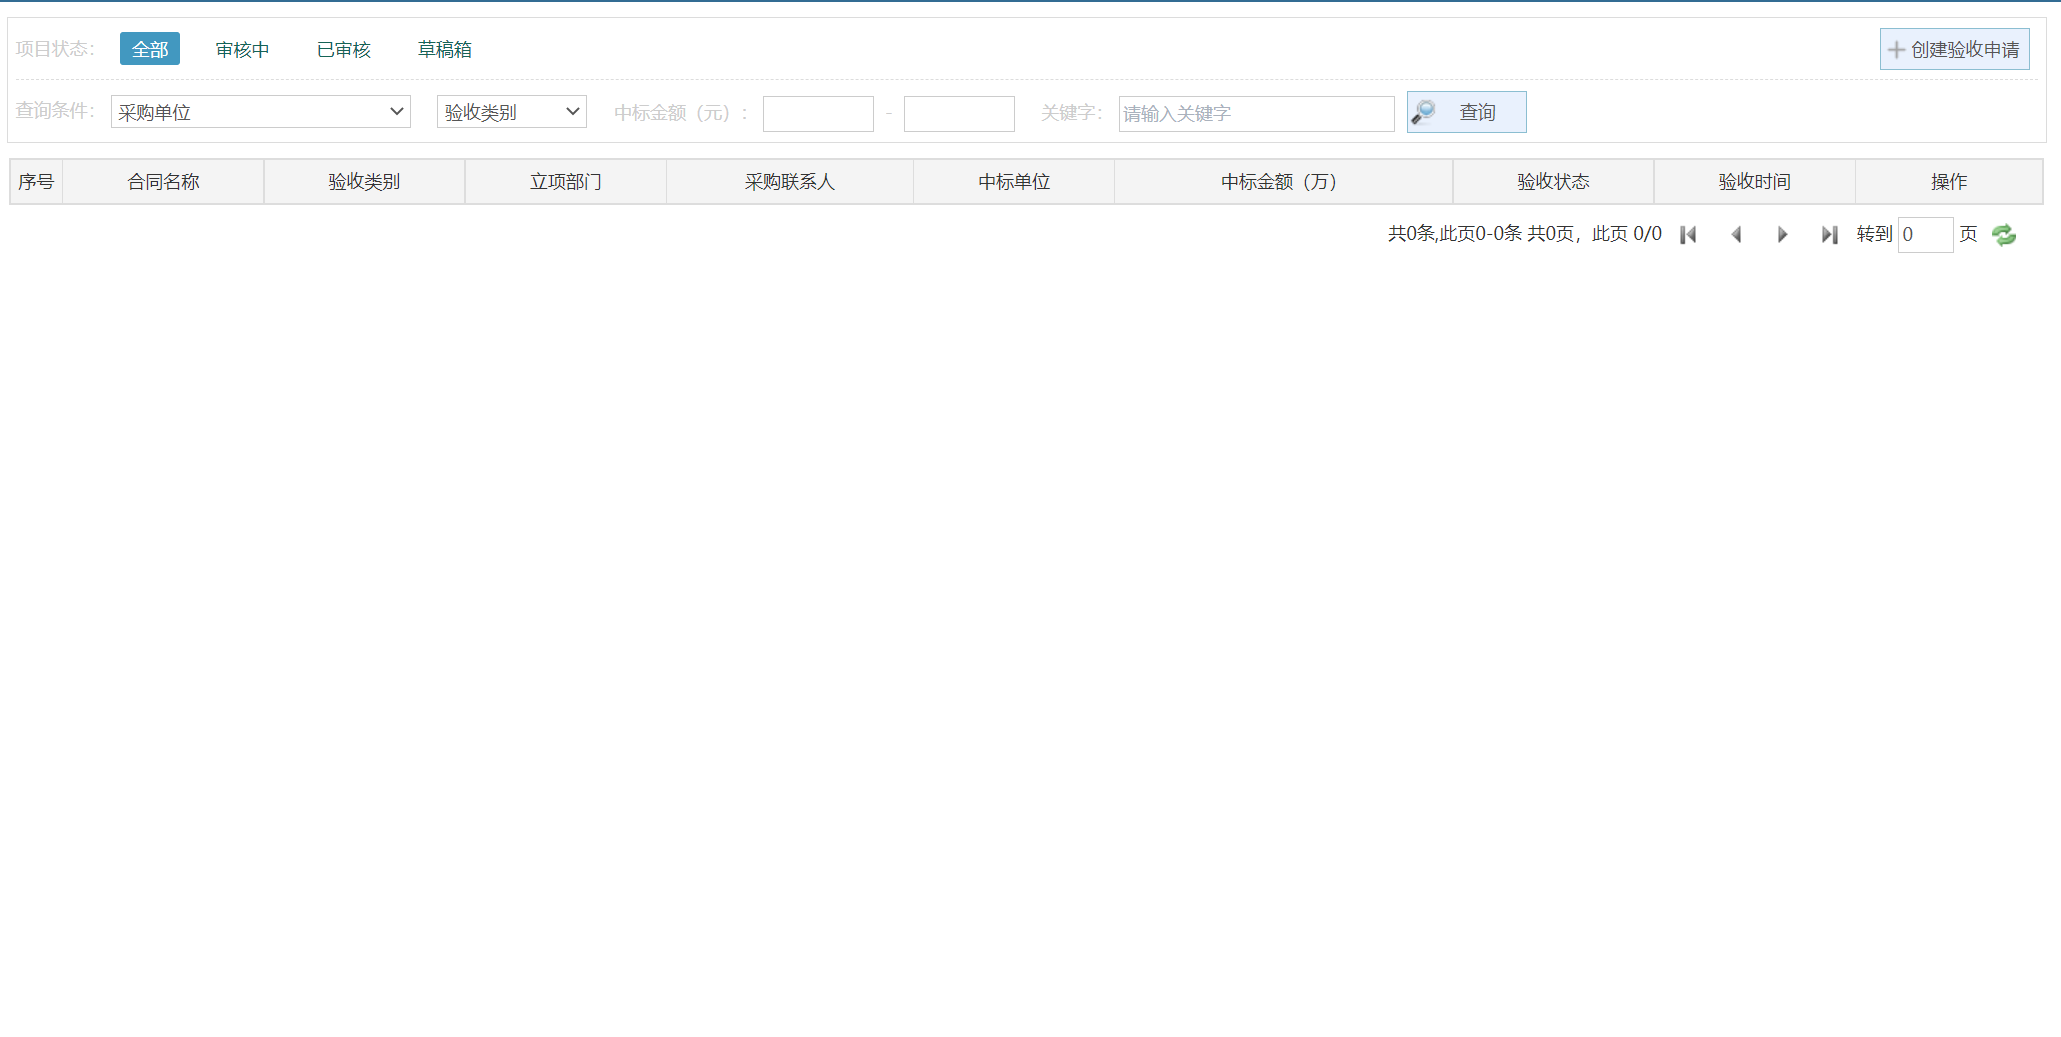 项目状态： 全部 审核中 已审核 草稿箱 创建验收申请
查询条件： 采购单位 验收类别 中标金额（元）： - 关键字： 请输入关键字 查询
序号 合同名称 验收类别 立项部门 采购联系人 中标单位 中标金额（万） 验收状态 验收时间 操作
共0条,此页0-0条 共0页，此页 0/0 转到 0 页